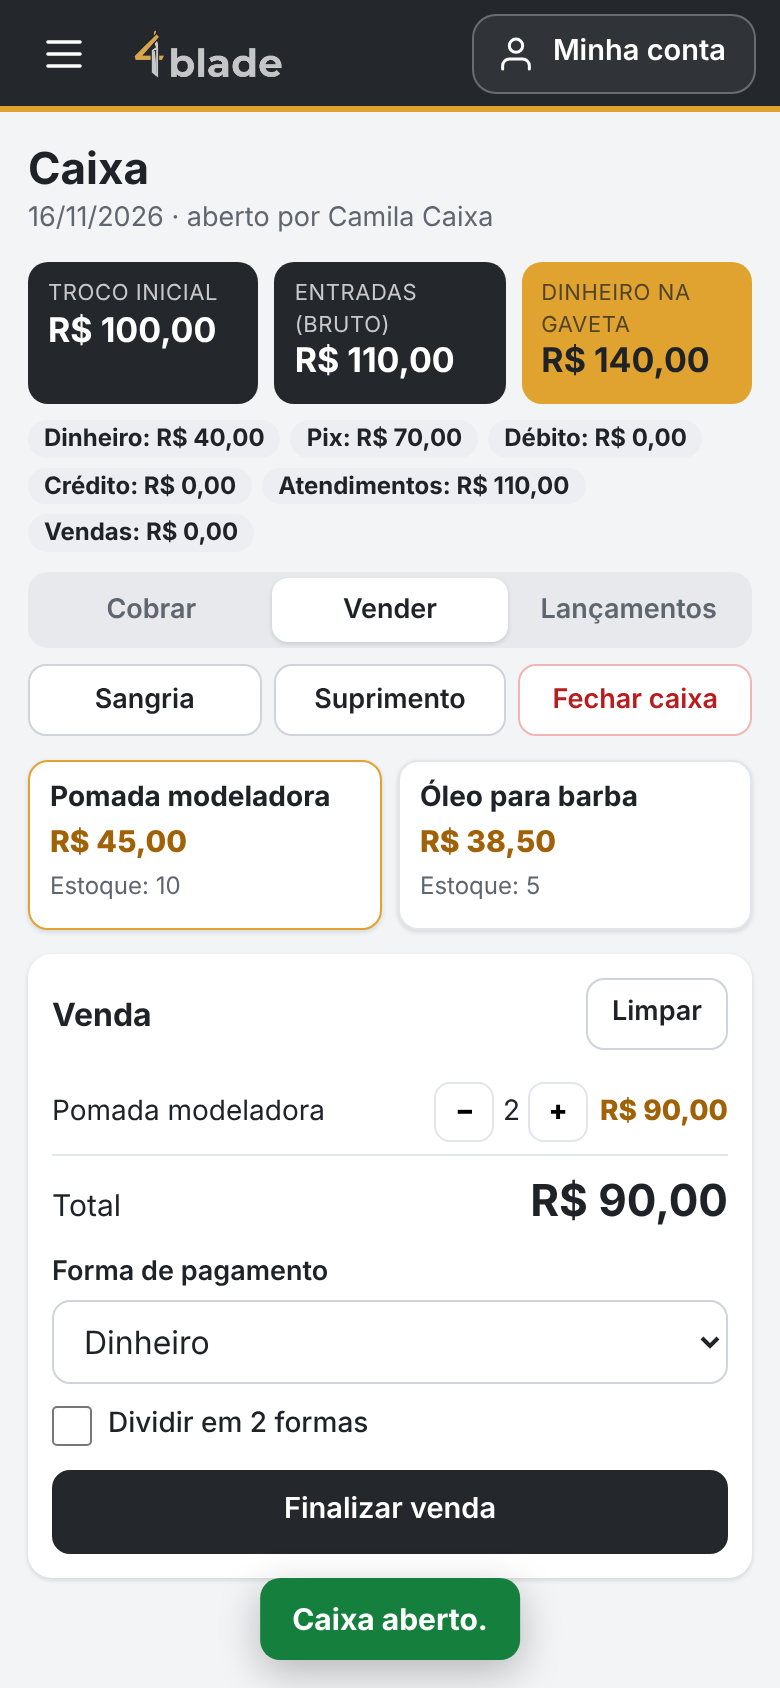 4blade
Minha conta
Caixa
16/11/2026 · aberto por Camila Caixa
TROCO INICIAL
R$ 100,00
ENTRADAS
(BRUTO)
R$ 110,00
DINHEIRO NA
GAVETA
R$ 140,00
Dinheiro: R$ 40,00
Pix: R$ 70,00
Débito: R$ 0,00
Crédito: R$ 0,00
Atendimentos: R$ 110,00
Vendas: R$ 0,00
Cobrar
Vender
Lançamentos
Sangria
Suprimento
Fechar caixa
Pomada modeladora
R$ 45,00
Estoque: 10
Óleo para barba
R$ 38,50
Estoque: 5
Venda
Limpar
Pomada modeladora
− 2 + R$ 90,00
Total
R$ 90,00
Forma de pagamento
Dinheiro
Dividir em 2 formas
Finalizar venda
Caixa aberto.